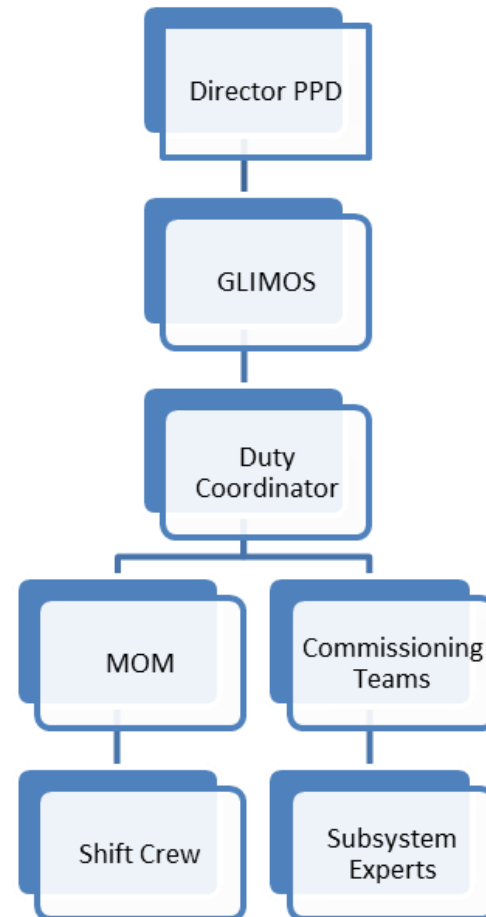 Director PPD
GLIMOS
Duty
Coordinator
MOM
Commissioning
Teams
Shift Crew
Subsystem
Experts